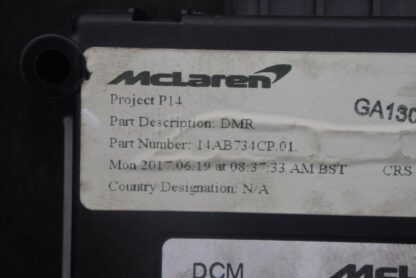 McLaren
Project P14
GA130
Part Description: DMR
Part Number: 14AB734CP.01.
Mon 2017.06.19 at 08:37:33 AM BST CRS
Country Designation: N/A
DCM